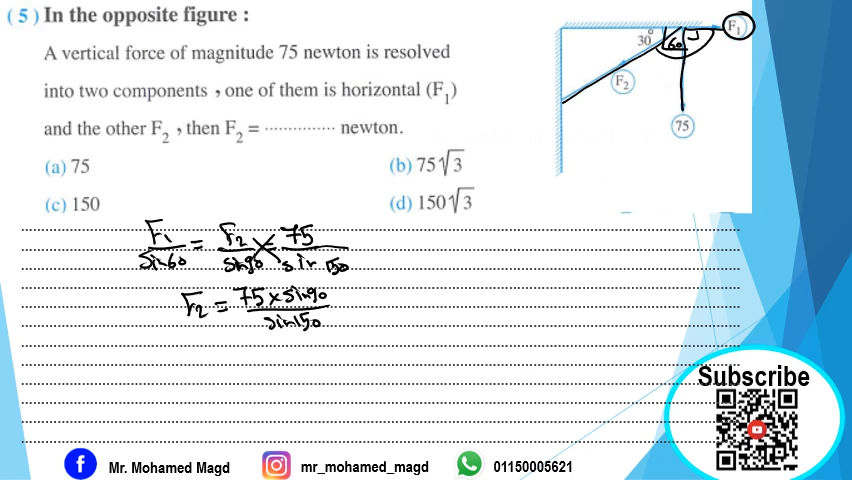 ( 5 ) In the opposite figure :
A vertical force of magnitude 75 newton is resolved
into two components , one of them is horizontal (F₁)
and the other F₂ , then F₂ = ............... newton.
(a) 75 (b) 75√3
(c) 150 (d) 150√3
30° 60 F₁
F₂
75
F₁/sin60 = F₂/sin90 = 75/sin 150
F₂ = 75×sin90/sin150
Subscribe
Mr. Mohamed Magd mr_mohamed_magd 01150005621